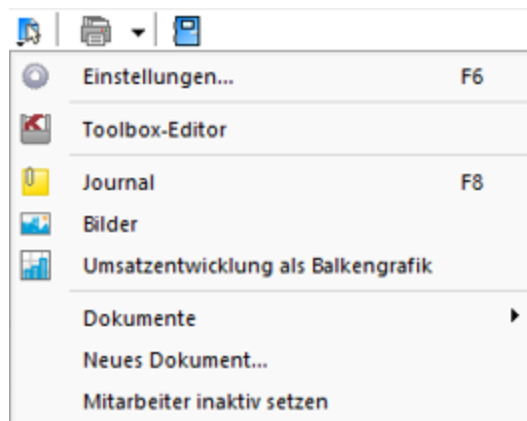 Einstellungen... F6
Toolbox-Editor
Journal F8
Bilder
Umsatzentwicklung als Balkengrafik
Dokumente
Neues Dokument...
Mitarbeiter inaktiv setzen